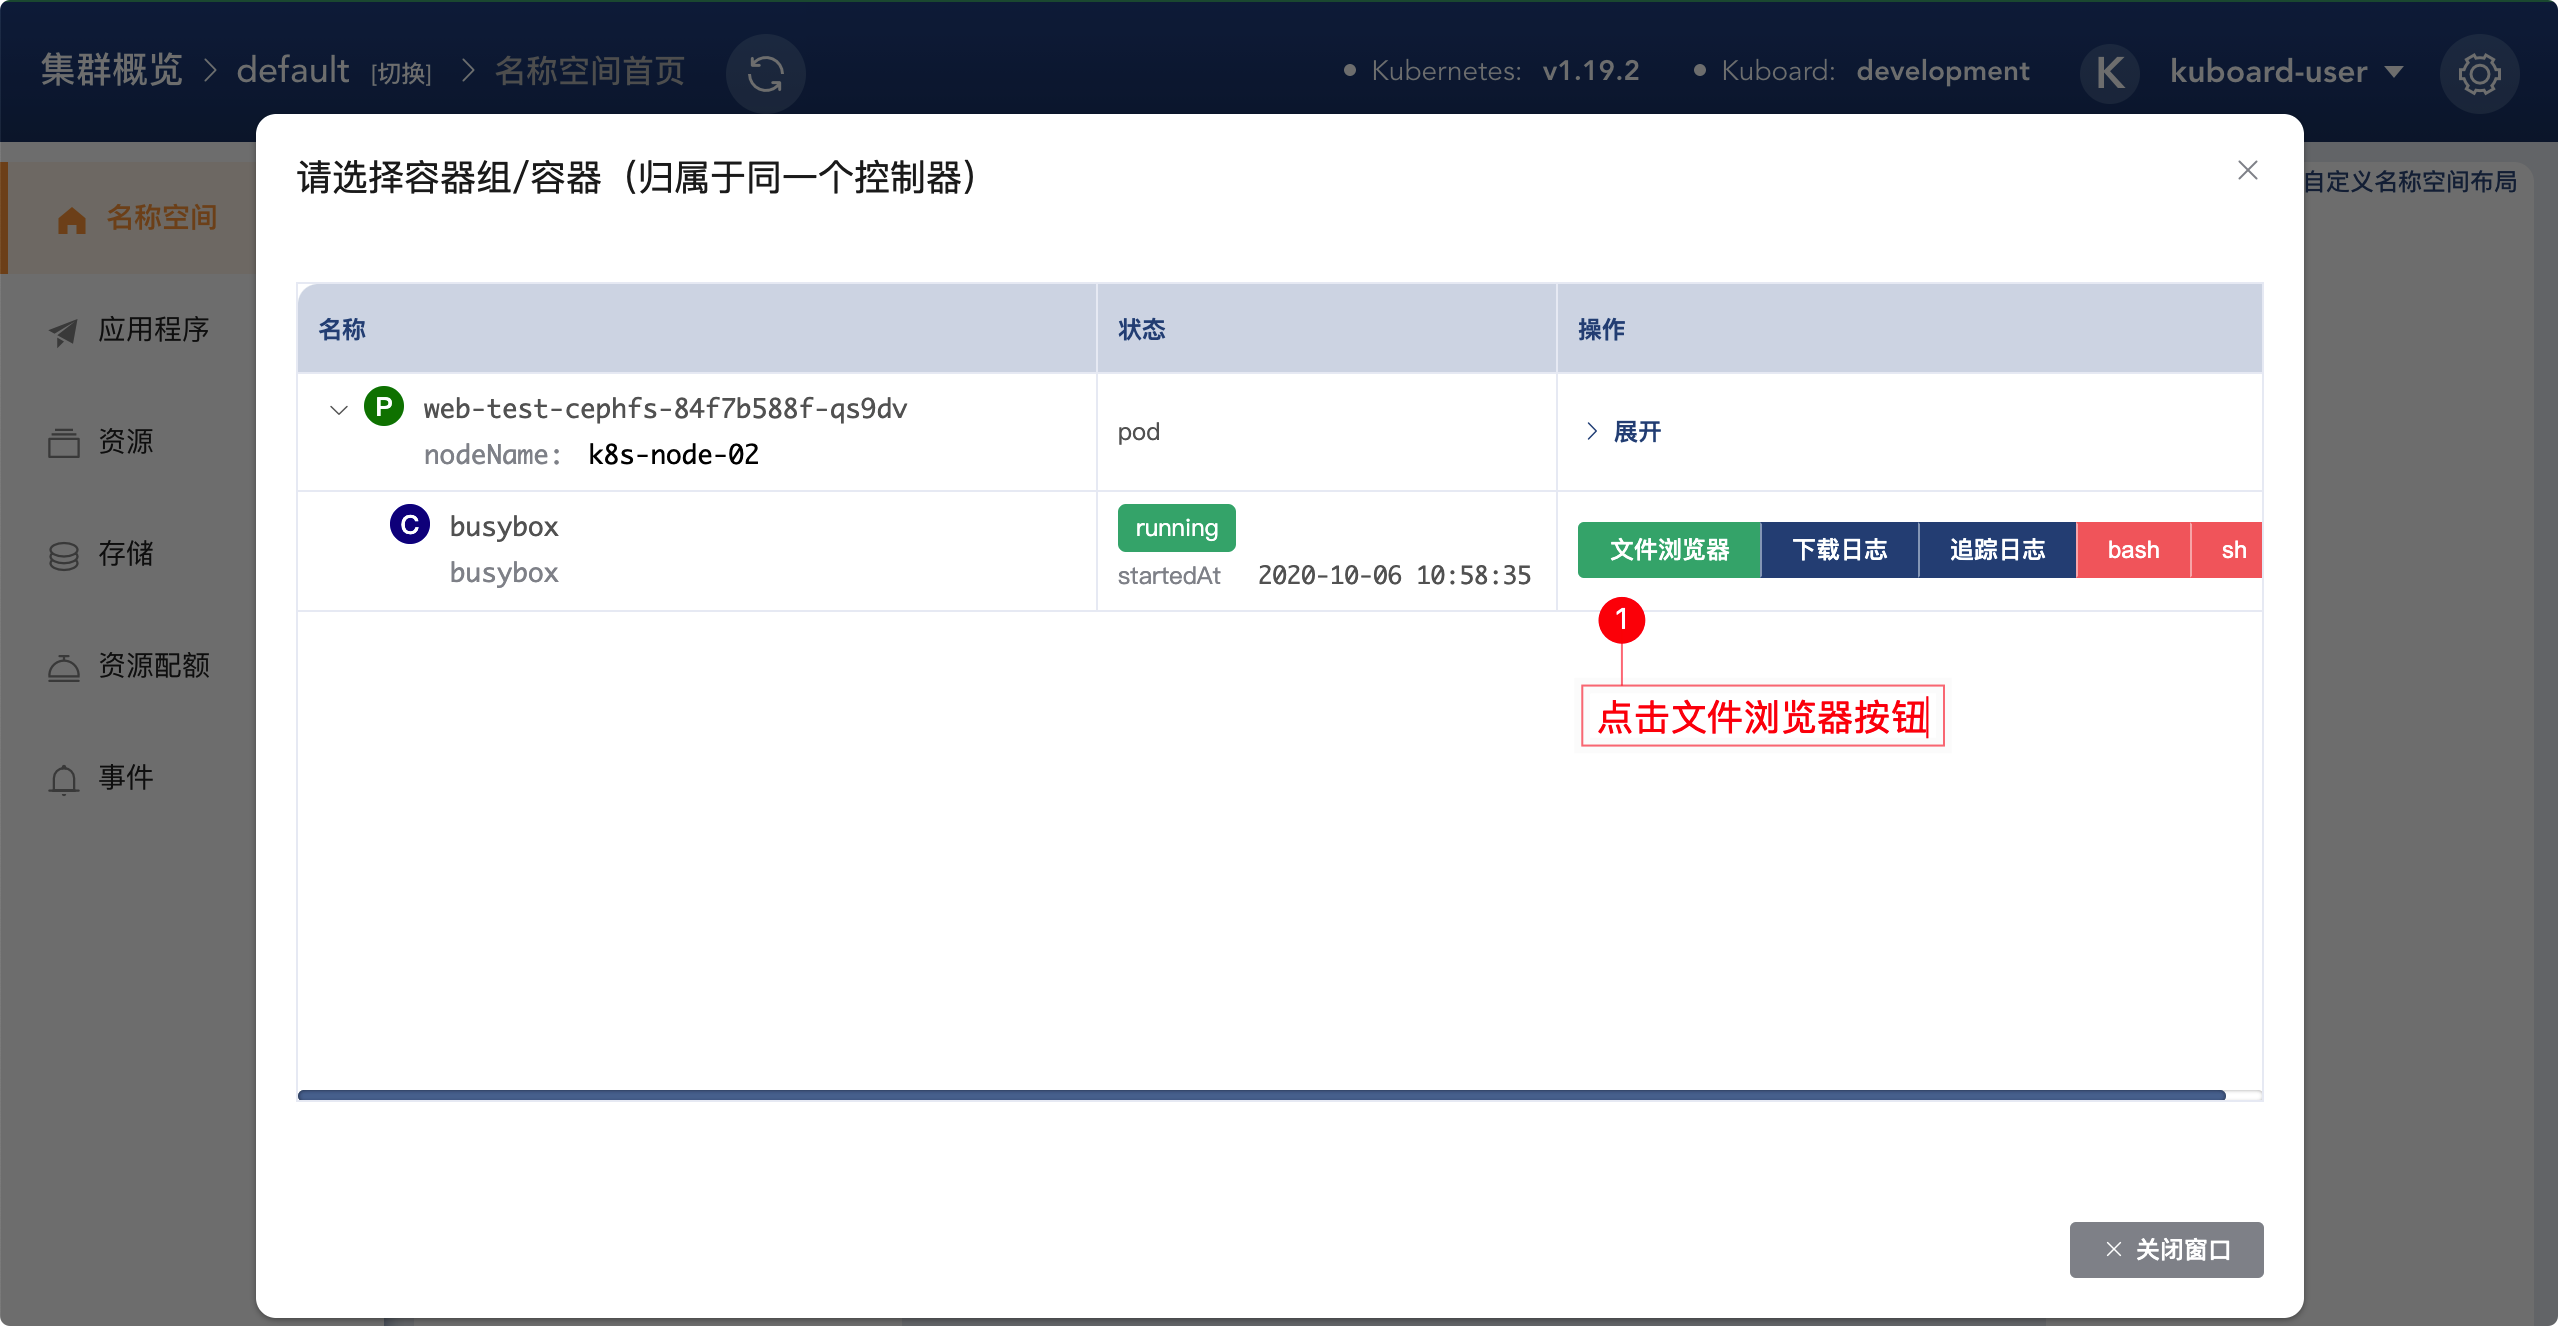 集群概览 > default [切换] > 名称空间首页
• Kubernetes: v1.19.2 • Kuboard: development K kuboard-user
请选择容器组/容器（归属于同一个控制器）
自定义名称空间布局
名称空间
应用程序
资源
存储
资源配额
事件
名称 状态 操作
P web-test-cephfs-84f7b588f-qs9dv
nodeName: k8s-node-02
pod
> 展开
C busybox
busybox
running
startedAt 2020-10-06 10:58:35
文件浏览器 下载日志 追踪日志 bash sh
1
点击文件浏览器按钮
× 关闭窗口